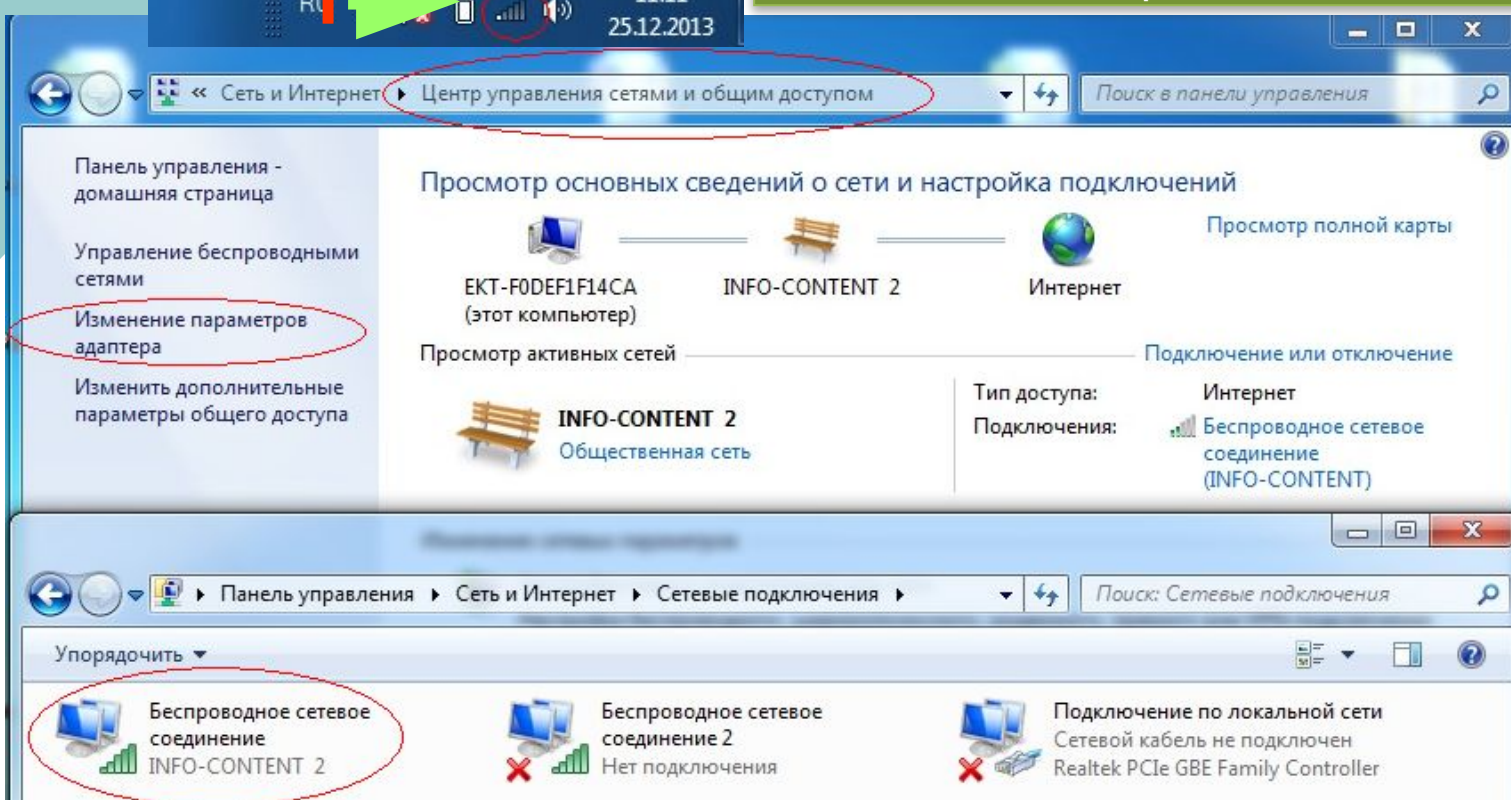 25.12.2013
« Сеть и Интернет ▸ Центр управления сетями и общим доступом
Поиск в панели управления
Панель управления -
домашняя страница
Управление беспроводными
сетями
Изменение параметров
адаптера
Изменить дополнительные
параметры общего доступа
Просмотр основных сведений о сети и настройка подключений
Просмотр полной карты
EKT-F0DEF1F14CA
(этот компьютер)
INFO-CONTENT 2
Интернет
Просмотр активных сетей
Подключение или отключение
INFO-CONTENT 2
Общественная сеть
Тип доступа: Интернет
Подключения: Беспроводное сетевое
соединение
(INFO-CONTENT)
Панель управления ▸ Сеть и Интернет ▸ Сетевые подключения ▸
Поиск: Сетевые подключения
Упорядочить
Беспроводное сетевое
соединение
INFO-CONTENT 2
Беспроводное сетевое
соединение 2
Нет подключения
Подключение по локальной сети
Сетевой кабель не подключен
Realtek PCIe GBE Family Controller